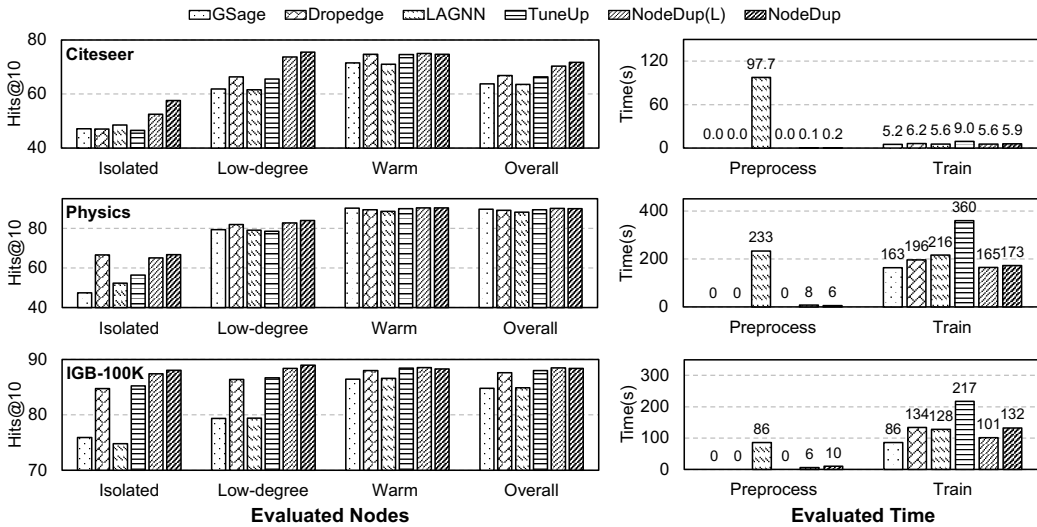 GSage Dropedge LAGNN TuneUp NodeDup(L) NodeDup
Hits@10
80
60
40
Citeseer
Isolated Low-degree Warm Overall
Time(s)
120
60
0
97.7
0.0 0.0 0.0 0.1 0.2
5.2 6.2 5.6 9.0 5.6 5.9
Preprocess Train
Hits@10
80
60
40
Physics
Isolated Low-degree Warm Overall
Time(s)
400
200
0
0 0 233 0 8 6
163 196 216 360 165 173
Preprocess Train
Hits@10
90
80
70
IGB-100K
Isolated Low-degree Warm Overall
Evaluated Nodes
Time(s)
300
200
100
0
0 0 86 0 6 10
86 134 128 217 101 132
Preprocess Train
Evaluated Time